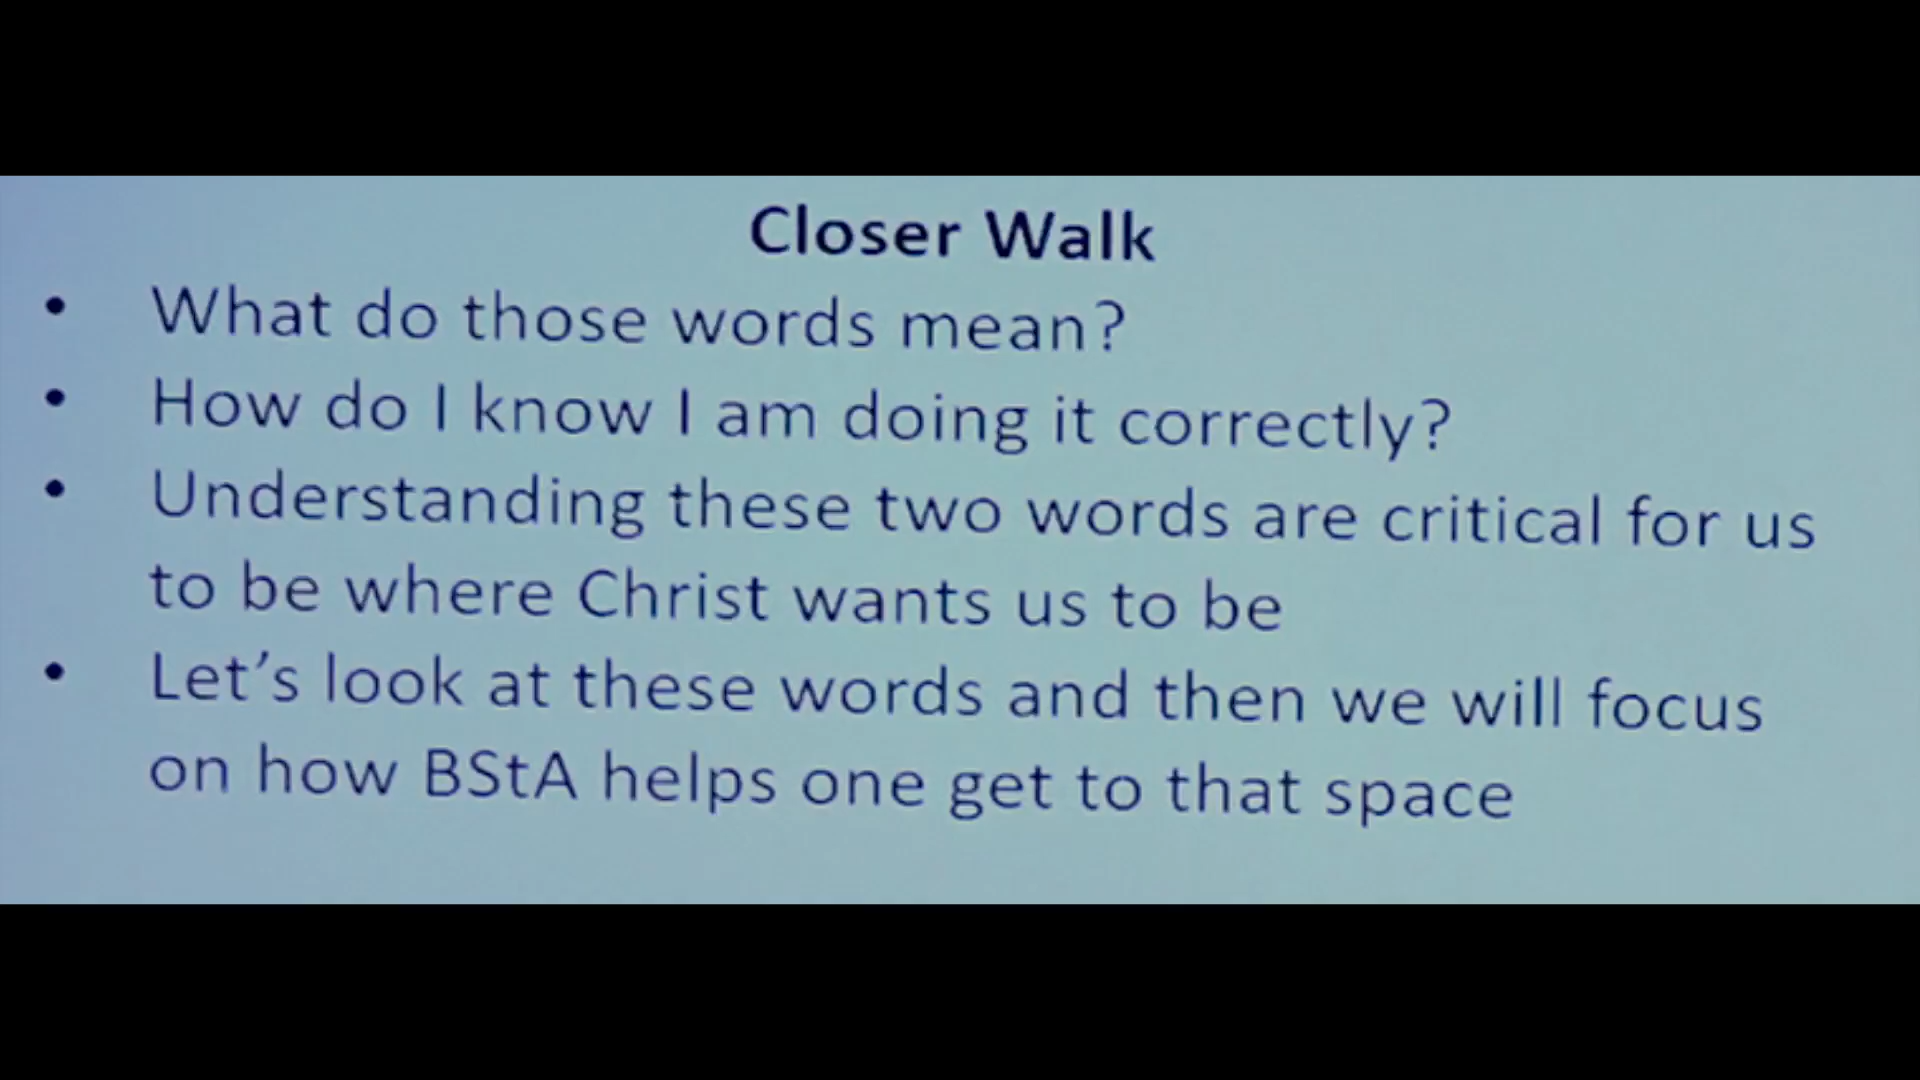 Closer Walk
• What do those words mean?
• How do I know I am doing it correctly?
• Understanding these two words are critical for us
to be where Christ wants us to be
• Let’s look at these words and then we will focus
on how BStA helps one get to that space